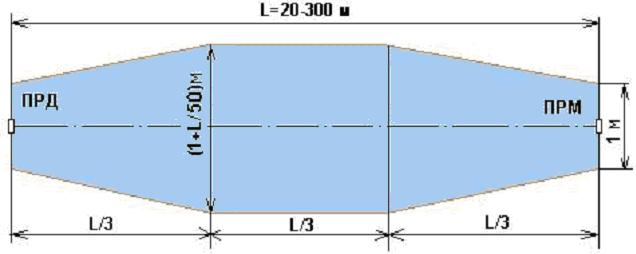 L=20-300 м
ПРД
(1+L/50)м
ПРМ
1 м
L/3
L/3
L/3